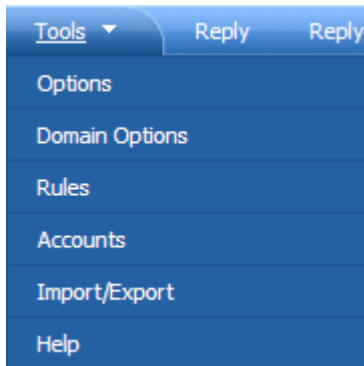 Tools Reply Reply
Options
Domain Options
Rules
Accounts
Import/Export
Help